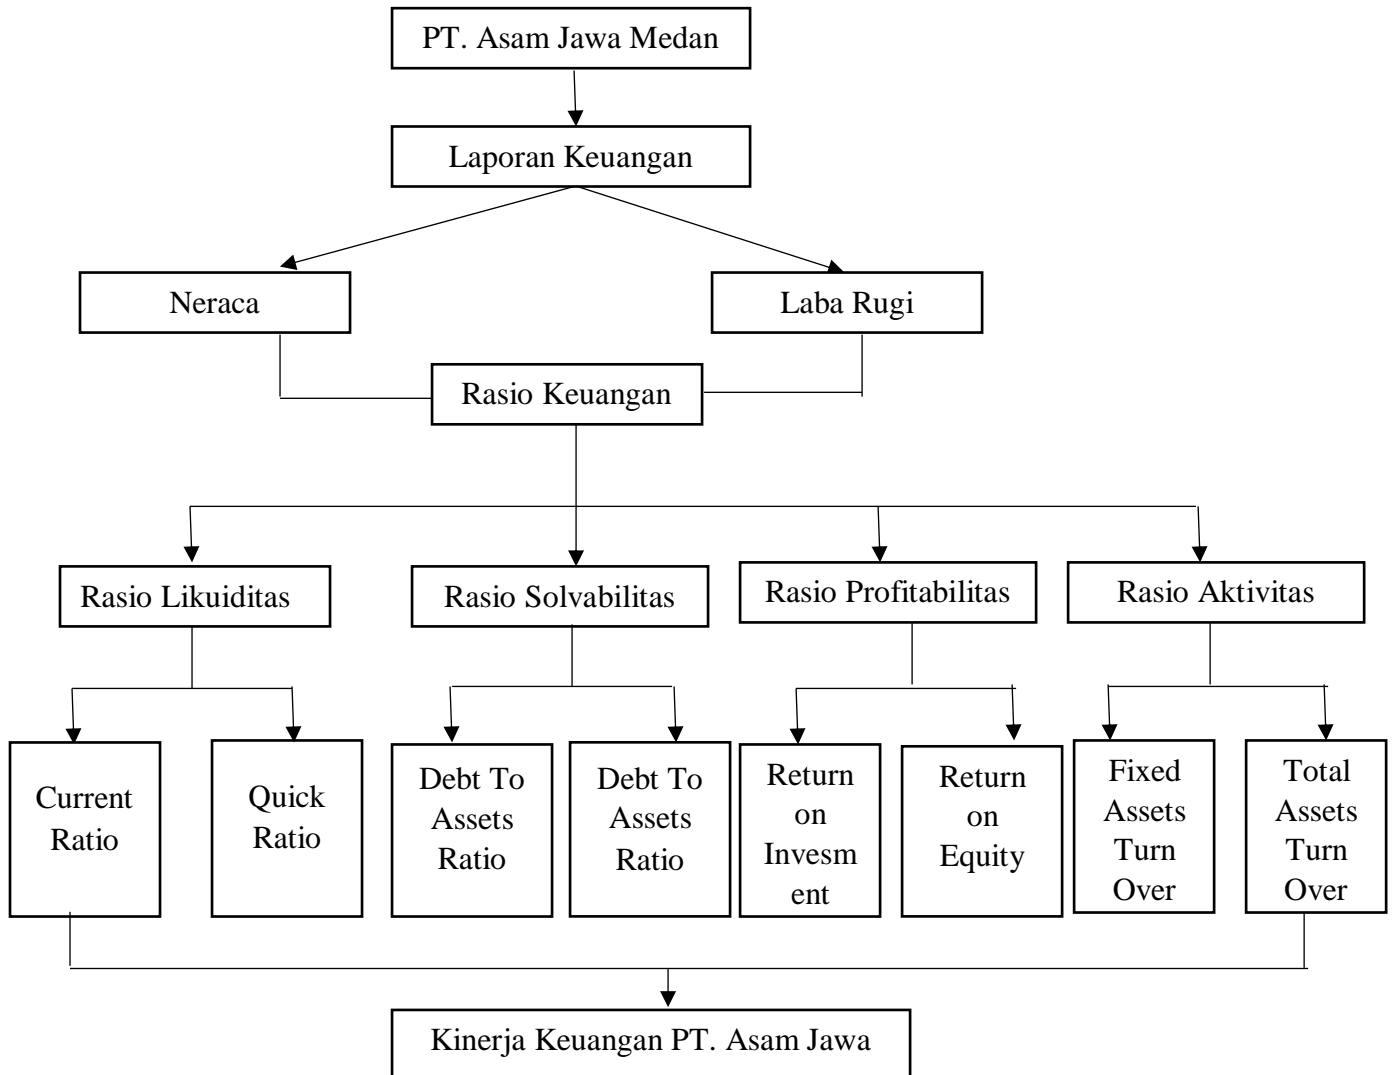 PT. Asam Jawa Medan
Laporan Keuangan
Neraca
Laba Rugi
Rasio Keuangan
Rasio Likuiditas
Rasio Solvabilitas
Rasio Profitabilitas
Rasio Aktivitas
Current
Ratio
Quick
Ratio
Debt To
Assets
Ratio
Debt To
Assets
Ratio
Return
on
Invesm
ent
Return
on
Equity
Fixed
Assets
Turn
Over
Total
Assets
Turn
Over
Kinerja Keuangan PT. Asam Jawa